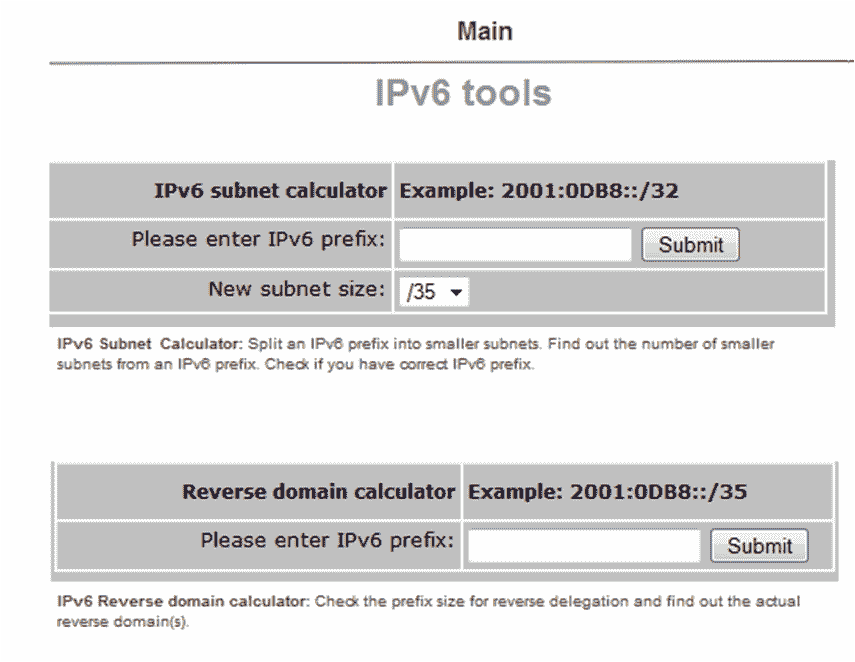 Main
IPv6 tools
IPv6 subnet calculator Example: 2001:0DB8::/32
Please enter IPv6 prefix: Submit
New subnet size: /35
IPv6 Subnet Calculator: Split an IPv6 prefix into smaller subnets. Find out the number of smaller
subnets from an IPv6 prefix. Check if you have correct IPv6 prefix.
Reverse domain calculator Example: 2001:0DB8::/35
Please enter IPv6 prefix: Submit
IPv6 Reverse domain calculator: Check the prefix size for reverse delegation and find out the actual
reverse domain(s).